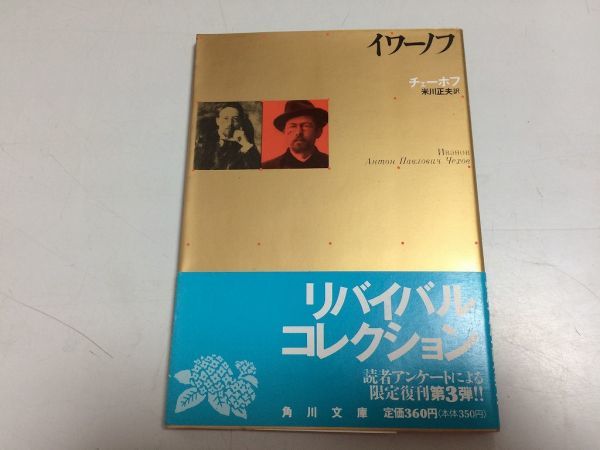 イワーノフ
チェーホフ
米川正夫訳
Иванов
Антон Павлович Чехов
リバイバル
コレクション
読者アンケートによる
限定復刊第3弾!!
角川文庫 定価360円(本体350円)